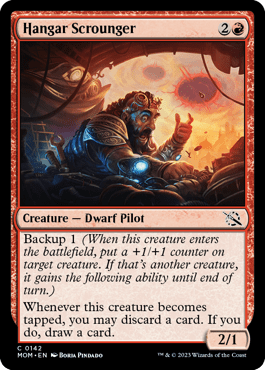 Hangar Scrounger 2
Creature — Dwarf Pilot
Backup 1 (When this creature
enters the battlefield, put a +1/+1 counter on
target creature. If that's another creature,
it gains the following ability until end of
turn.)
Whenever this creature becomes
tapped, you may discard a card. If you
do, draw a card.
2/1
C 0142
MOM • EN Borja Pindado
™ & © 2023 Wizards of the Coast